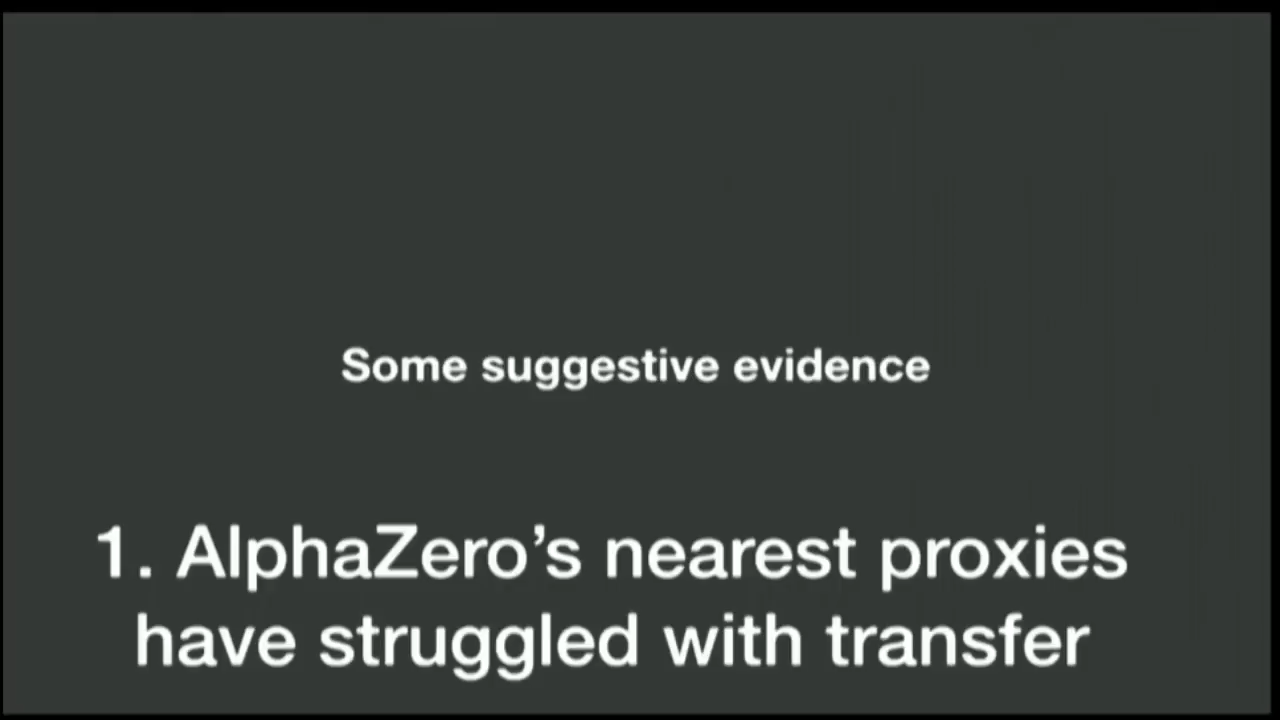 Some suggestive evidence
1. AlphaZero’s nearest proxies
have struggled with transfer